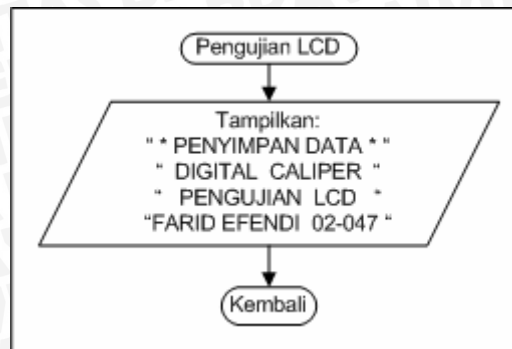 Pengujian LCD
Tampilkan:
" * PENYIMPAN DATA * "
" DIGITAL CALIPER "
" PENGUJIAN LCD "
"FARID EFENDI 02-047 "
Kembali